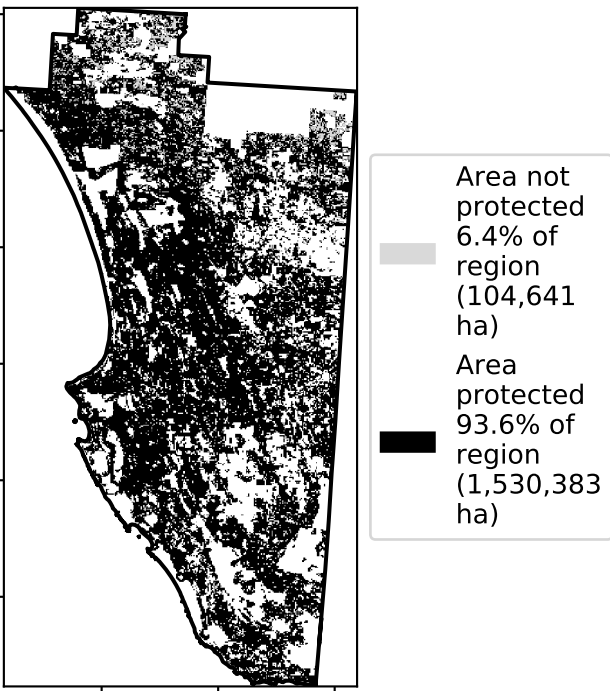 Area not
protected
6.4% of
region
(104,641
ha)
Area
protected
93.6% of
region
(1,530,383
ha)